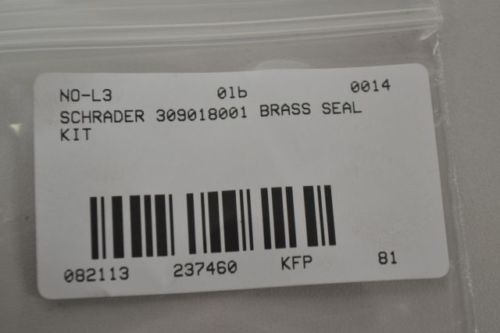 NO-L3 01b 0014
SCHRADER 309018001 BRASS SEAL
KIT
082113 237460 KFP 81